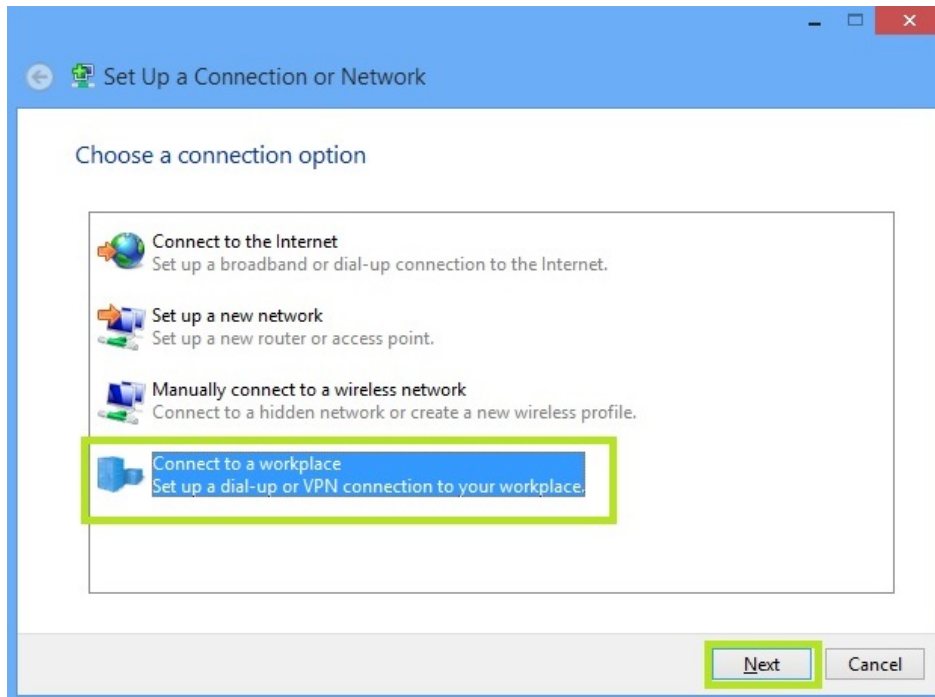 Set Up a Connection or Network
Choose a connection option
Connect to the Internet
Set up a broadband or dial-up connection to the Internet.
Set up a new network
Set up a new router or access point.
Manually connect to a wireless network
Connect to a hidden network or create a new wireless profile.
Connect to a workplace
Set up a dial-up or VPN connection to your workplace.
Next
Cancel